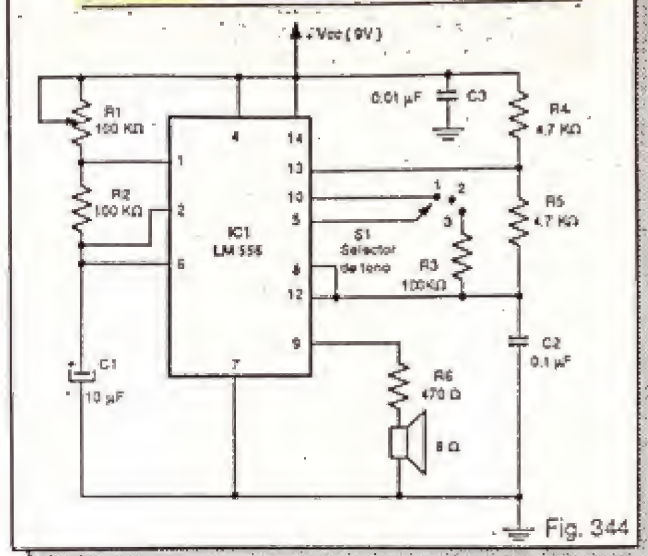 +Vcc ( 9V )
0.01 µF
C3
R1
100 KΩ
R4
4.7 KΩ
4
14
1
13
R2
100 KΩ
2
10
5
1
2
3
R5
4.7 KΩ
IC1
LM 556
S1
Selector
de tono
6
8
R3
100KΩ
12
9
C2
0.1 µF
C1
+
10 µF
7
R6
470 Ω
8 Ω
Fig. 344